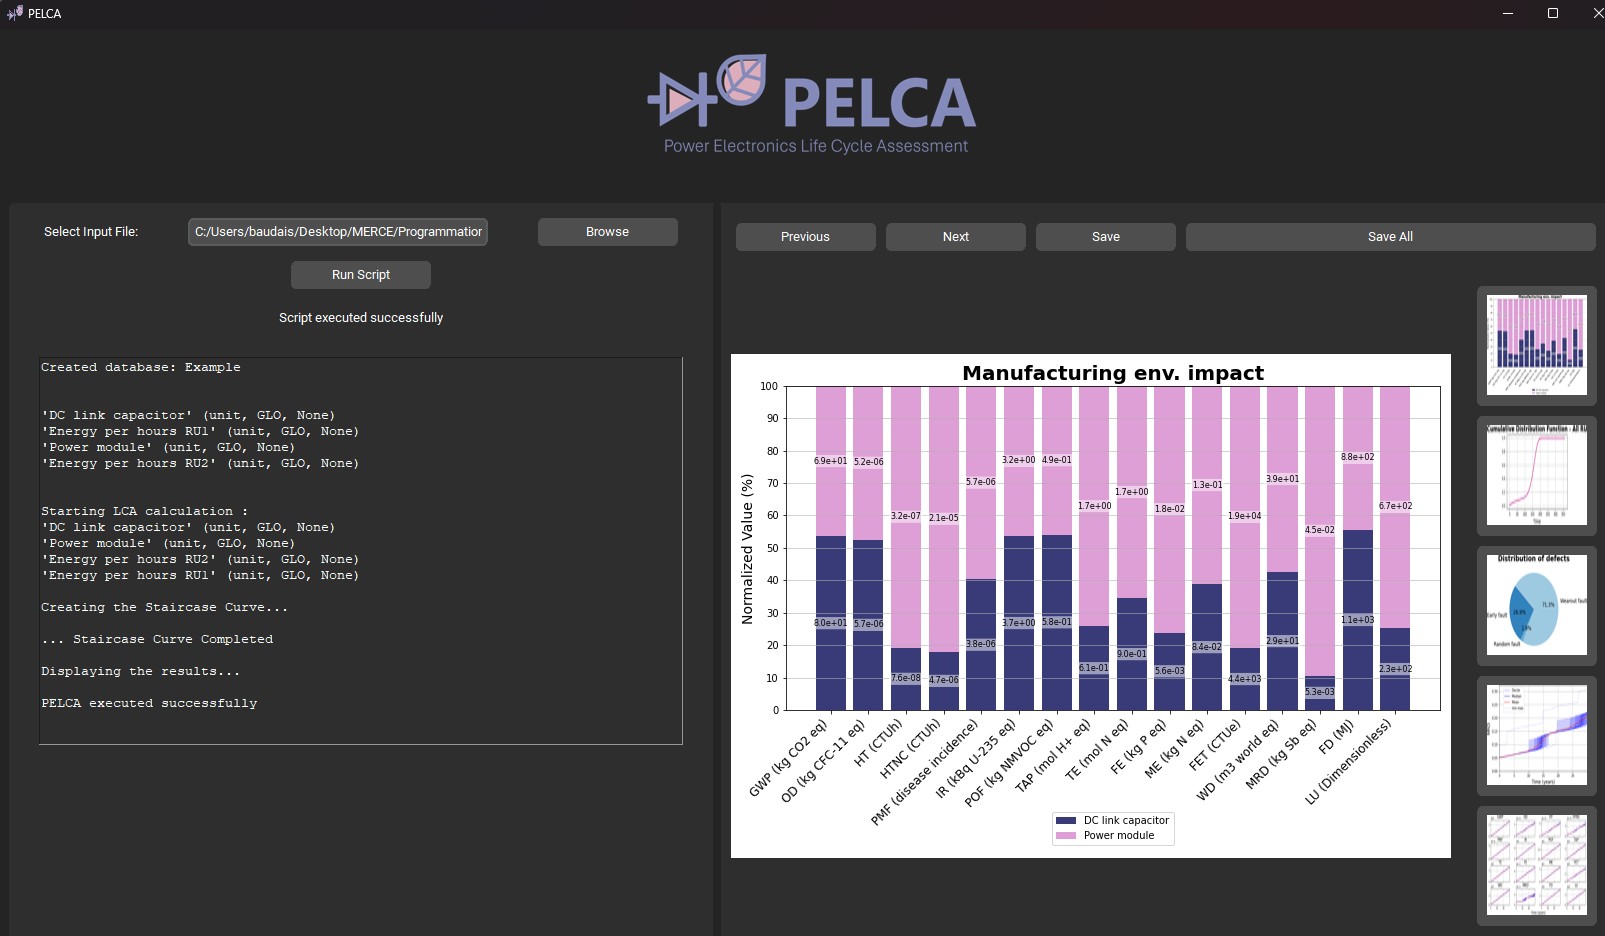 PELCA
PELCA
Power Electronics Life Cycle Assessment
Select Input File:
C:/Users/baudais/Desktop/MERCE/Programmation
Browse
Run Script
Script executed successfully
Created database: Example
'DC link capacitor' (unit, GLO, None)
'Energy per hours RU1' (unit, GLO, None)
'Power module' (unit, GLO, None)
'Energy per hours RU2' (unit, GLO, None)
Starting LCA calculation :
'DC link capacitor' (unit, GLO, None)
'Power module' (unit, GLO, None)
'Energy per hours RU2' (unit, GLO, None)
'Energy per hours RU1' (unit, GLO, None)
Creating the Staircase Curve...
... Staircase Curve Completed
Displaying the results...
PELCA executed successfully
Previous
Next
Save
Save All
Manufacturing env. impact
Normalized Value (%)
100
90
80
70
60
50
40
30
20
10
0
6.9e+01 5.2e-06 3.2e-07 2.1e-05 5.7e-06 3.2e+00 4.9e-01 1.7e+00 1.7e+00 1.8e-02 1.3e-01 1.9e+04 3.9e+01 4.5e-02 8.8e+02 6.7e+02
8.0e+01 5.7e-06 7.6e-08 4.7e-06 3.8e-06 3.7e+00 5.8e-01 6.1e-01 9.0e-01 5.6e-03 8.4e-02 4.4e+03 2.9e+01 5.3e-03 1.1e+03 2.3e+02
GWP (kg CO2 eq)
OD (kg CFC-11 eq)
HT (CTUh)
HTNC (CTUh)
PMF (disease incidence)
IR (kBq U-235 eq)
POF (kg NMVOC eq)
TAP (mol H+ eq)
TE (mol N eq)
FE (kg P eq)
ME (kg N eq)
FET (CTUe)
WD (m3 world eq)
MRD (kg Sb eq)
FD (MJ)
LU (Dimensionless)
DC link capacitor
Power module
Manufacturing env. impact
Cumulative Distribution Function - All RU
Time
Distribution of defects
Early fault
Wearout fault
Random fault
71.3%
Time (years)